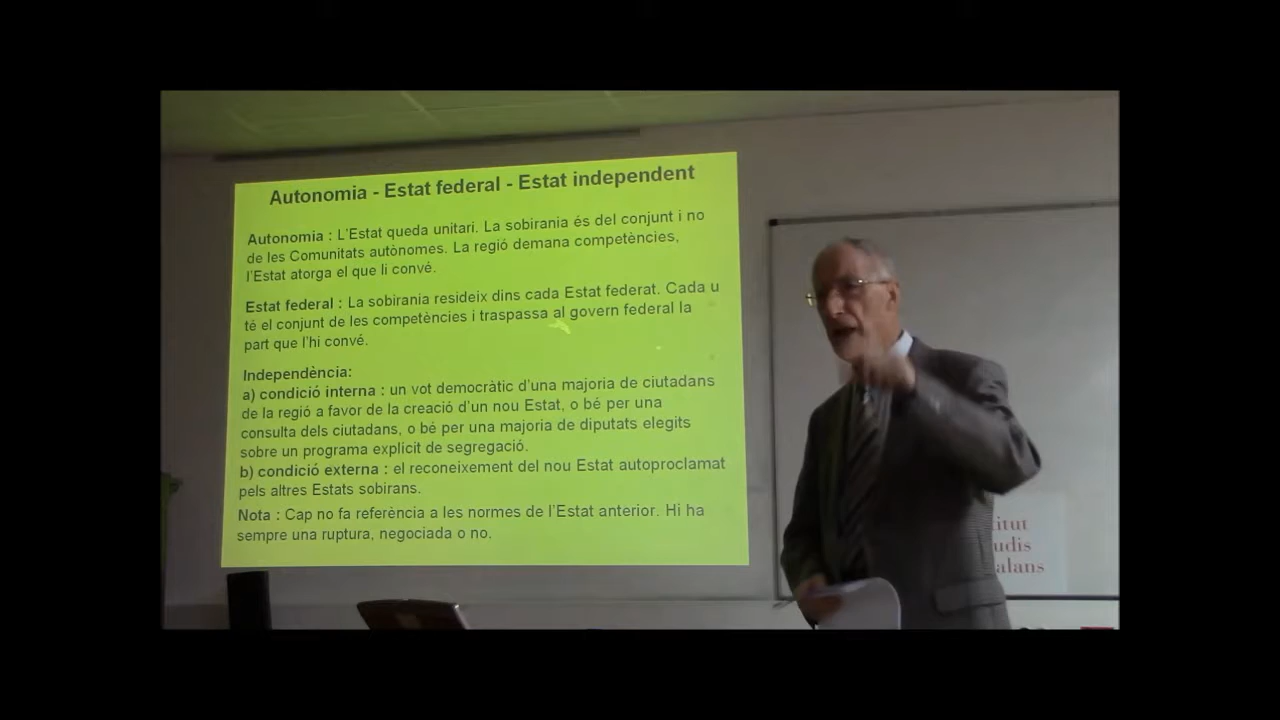 Autonomia - Estat federal - Estat independent
Autonomia : L'Estat queda unitari. La sobirania és del conjunt i no
de les Comunitats autònomes. La regió demana competències,
l'Estat atorga el que li convé.
Estat federal : La sobirania resideix dins cada Estat federat. Cada u
té el conjunt de les competències i traspassa al govern federal la
part que l'hi convé.
Independència:
a) condició interna : un vot democràtic d'una majoria de ciutadans
de la regió a favor de la creació d'un nou Estat, o bé per una
consulta dels ciutadans, o bé per una majoria de diputats elegits
sobre un programa explícit de segregació.
b) condició externa : el reconeixement del nou Estat autoproclamat
pels altres Estats sobirans.
Nota : Cap no fa referència a les normes de l'Estat anterior. Hi ha
sempre una ruptura, negociada o no.
titut
udis
alans